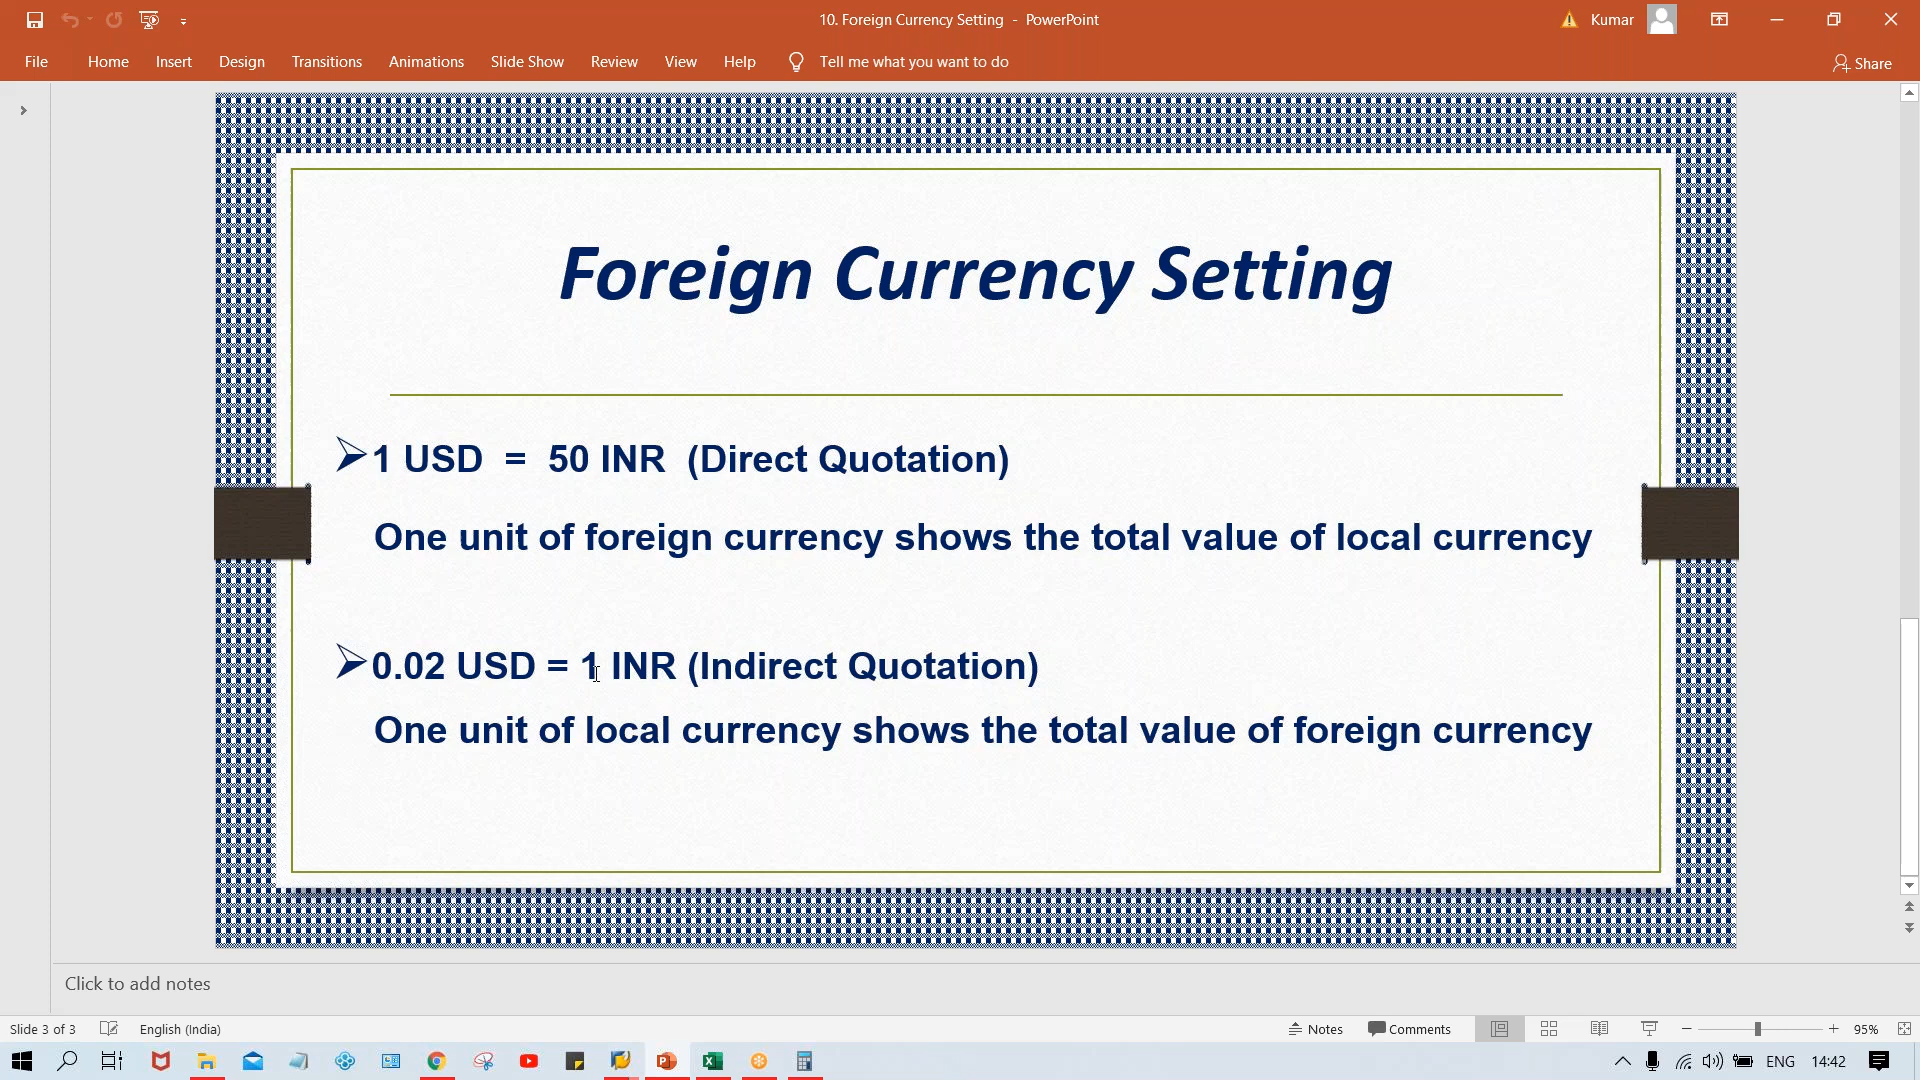 10. Foreign Currency Setting - PowerPoint
Kumar
File Home Insert Design Transitions Animations Slide Show Review View Help Tell me what you want to do Share
Foreign Currency Setting
1 USD = 50 INR (Direct Quotation)
One unit of foreign currency shows the total value of local currency
0.02 USD = 1 INR (Indirect Quotation)
One unit of local currency shows the total value of foreign currency
Click to add notes
Slide 3 of 3 English (India) Notes Comments 95%
ENG 14:42